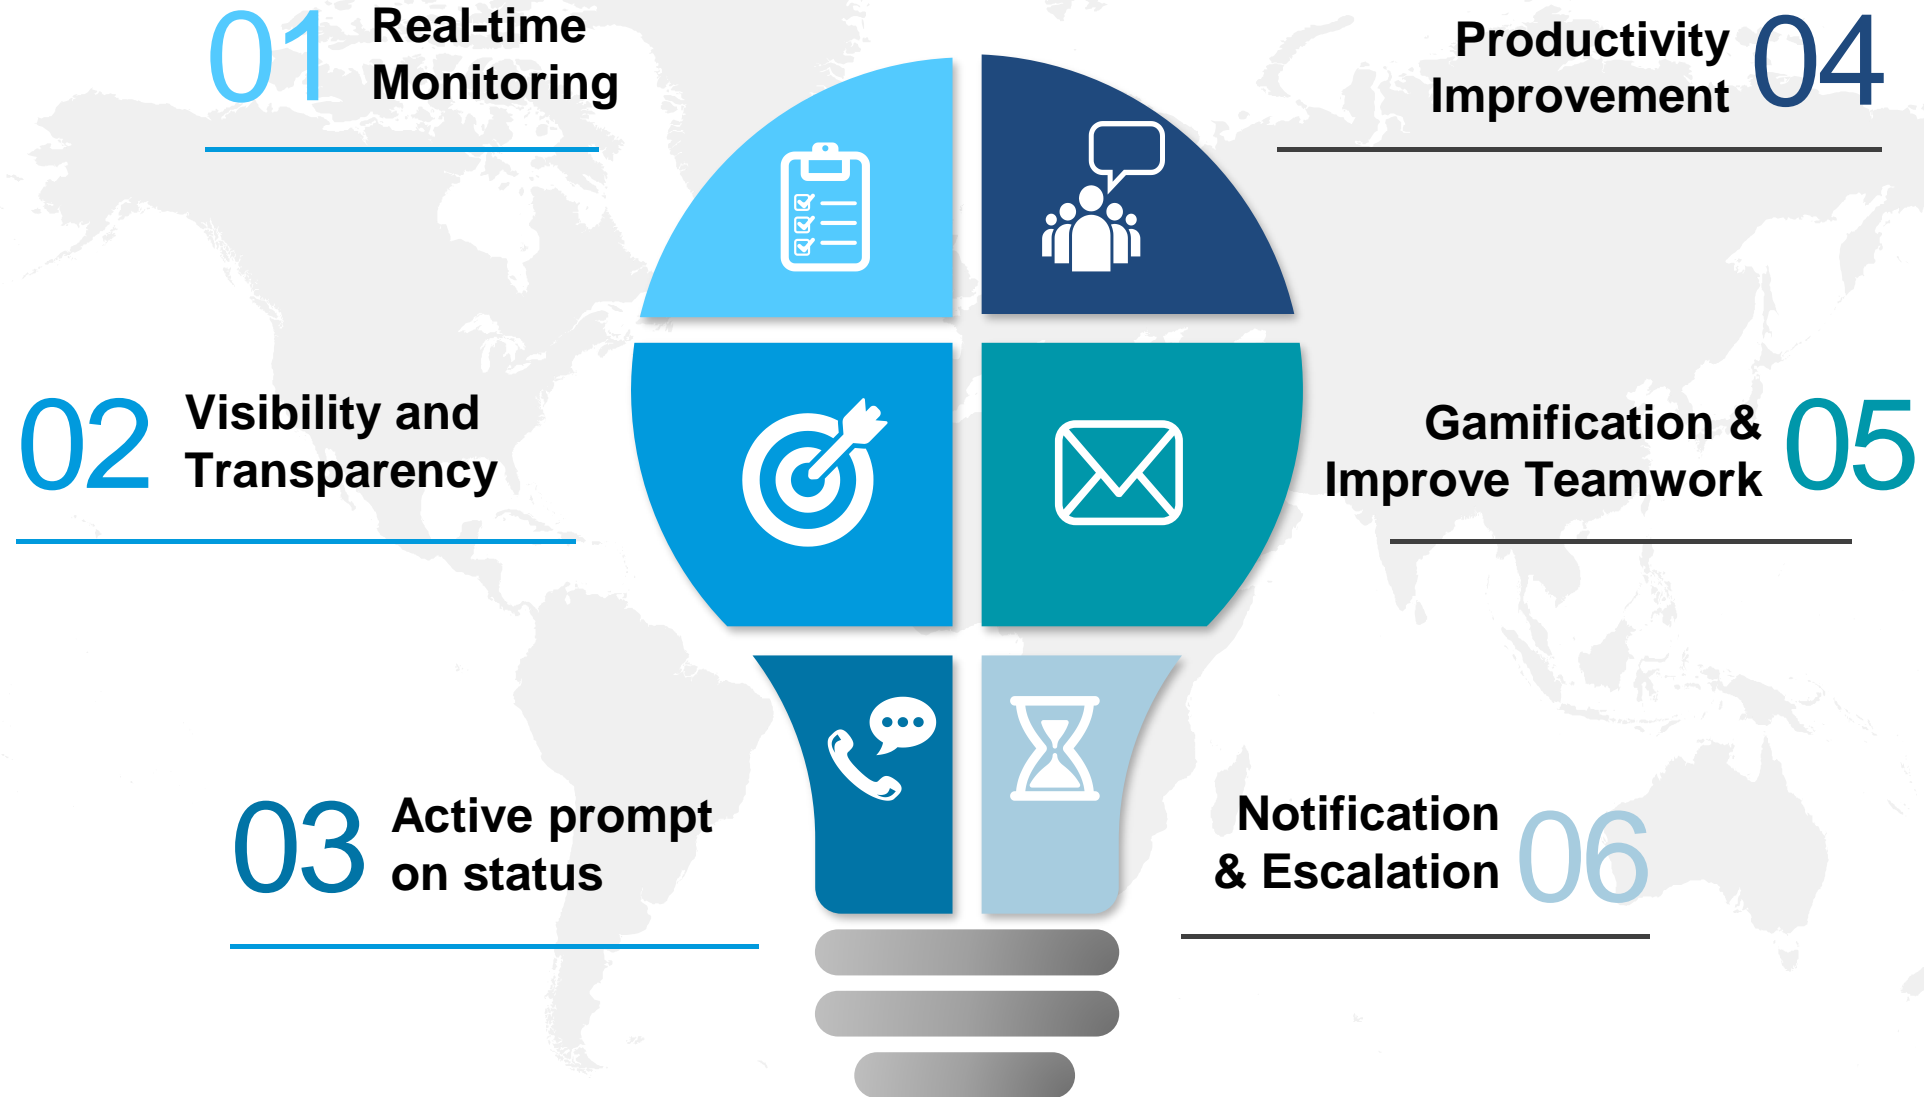 01
Real-time
Monitoring
02
Visibility and
Transparency
03
Active prompt
on status
Productivity
Improvement
04
Gamification &
Improve Teamwork
05
Notification
& Escalation
06